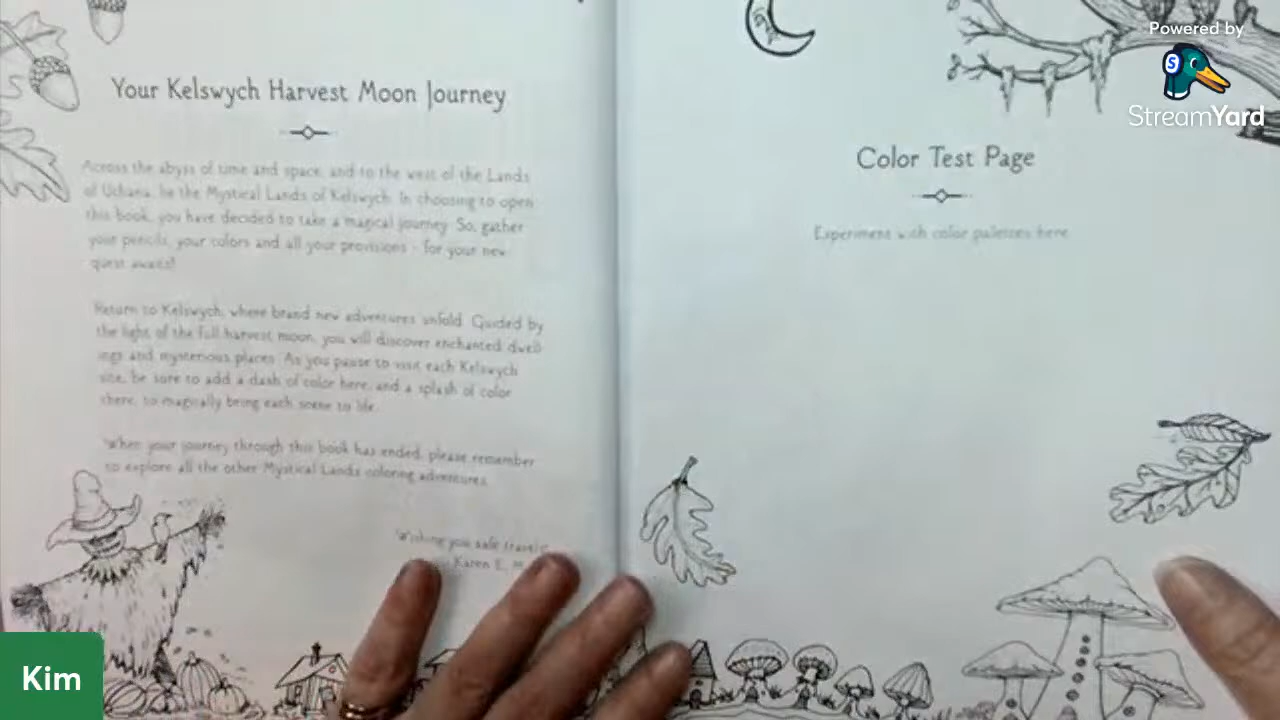 Your Kelswych Harvest Moon Journey
Across the abyss of time and space, and to the west of the Lands
of Uchana, lie the Mystical Lands of Kelswych. In choosing to open
this book, you have decided to take a magical journey. So, gather
your pencils, your colors and all your provisions - for your new
quest awaits!
Return to Kelswych, where brand new adventures unfold. Guided by
the light of the full harvest moon, you will discover enchanted dwell
ings and mysterious places. As you pause to visit each Kelswych
site, be sure to add a dash of color here, and a splash of color
there, to magically bring each scene to life.
When your journey through this book has ended, please remember
to explore all the other Mystical Lands coloring adventures.
Wishing you safe travels
Karen E.
Color Test Page
Experiment with color palettes here
Powered by
StreamYard
Kim